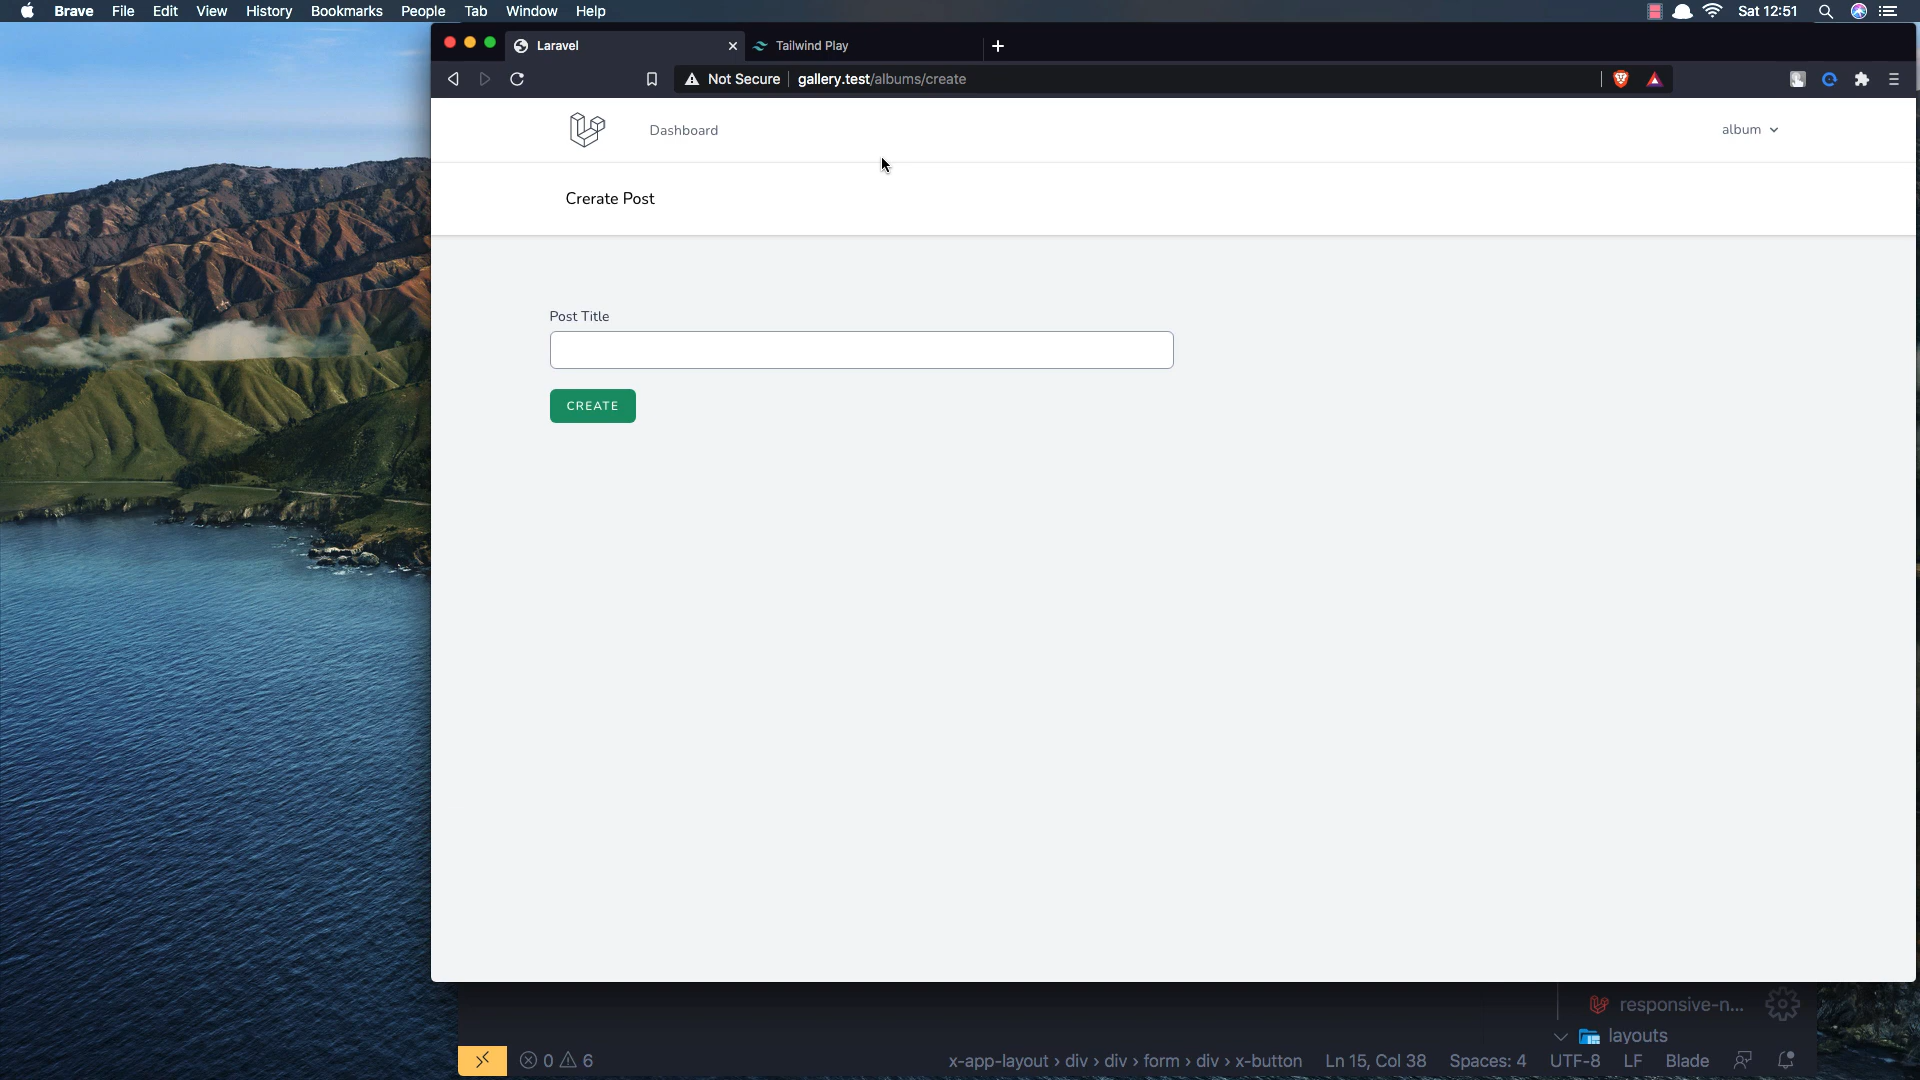 Brave File Edit View History Bookmarks People Tab Window Help Sat 12:51
Laravel Tailwind Play
Not Secure gallery.test/albums/create
Dashboard album
Crerate Post
Post Title
CREATE
responsive-n...
layouts
0 6 x-app-layout › div › div › form › div › x-button Ln 15, Col 38 Spaces: 4 UTF-8 LF Blade